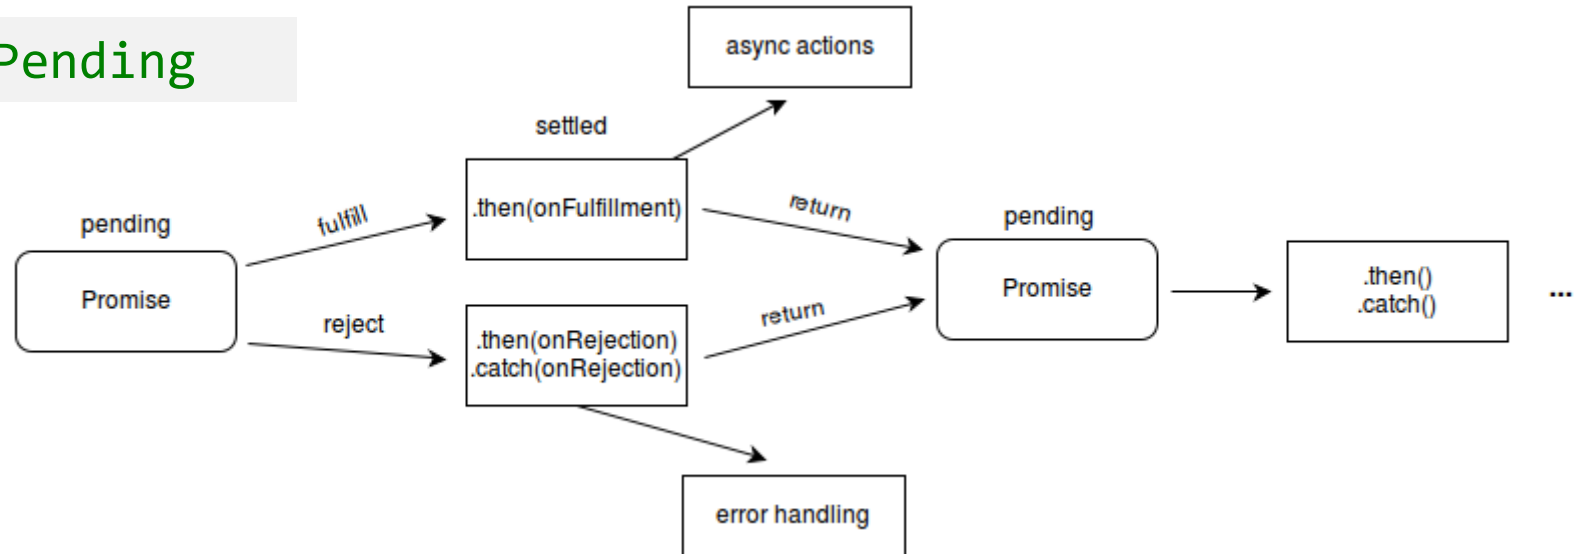 Pending
async actions
settled
.then(onFulfillment)
fulfill
return
pending
Promise
pending
Promise
reject
.then(onRejection)
.catch(onRejection)
return
.then()
.catch()
...
error handling